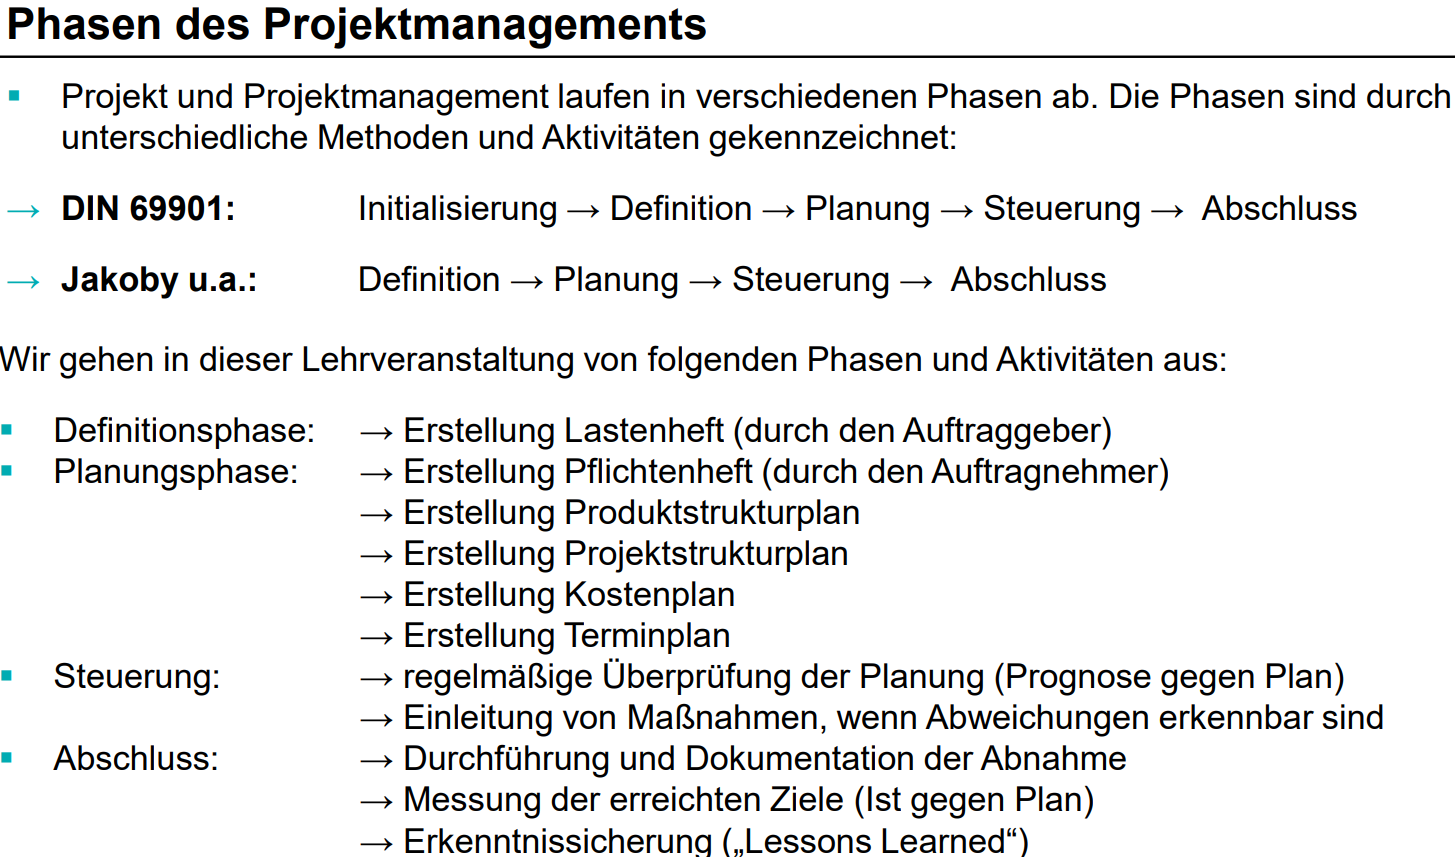 Phasen des Projektmanagements
▪ Projekt und Projektmanagement laufen in verschiedenen Phasen ab. Die Phasen sind durch
unterschiedliche Methoden und Aktivitäten gekennzeichnet:
→ DIN 69901: Initialisierung → Definition → Planung → Steuerung → Abschluss
→ Jakoby u.a.: Definition → Planung → Steuerung → Abschluss
Wir gehen in dieser Lehrveranstaltung von folgenden Phasen und Aktivitäten aus:
▪ Definitionsphase: → Erstellung Lastenheft (durch den Auftraggeber)
▪ Planungsphase: → Erstellung Pflichtenheft (durch den Auftragnehmer)
→ Erstellung Produktstrukturplan
→ Erstellung Projektstrukturplan
→ Erstellung Kostenplan
→ Erstellung Terminplan
▪ Steuerung: → regelmäßige Überprüfung der Planung (Prognose gegen Plan)
→ Einleitung von Maßnahmen, wenn Abweichungen erkennbar sind
▪ Abschluss: → Durchführung und Dokumentation der Abnahme
→ Messung der erreichten Ziele (Ist gegen Plan)
→ Erkenntnissicherung („Lessons Learned“)